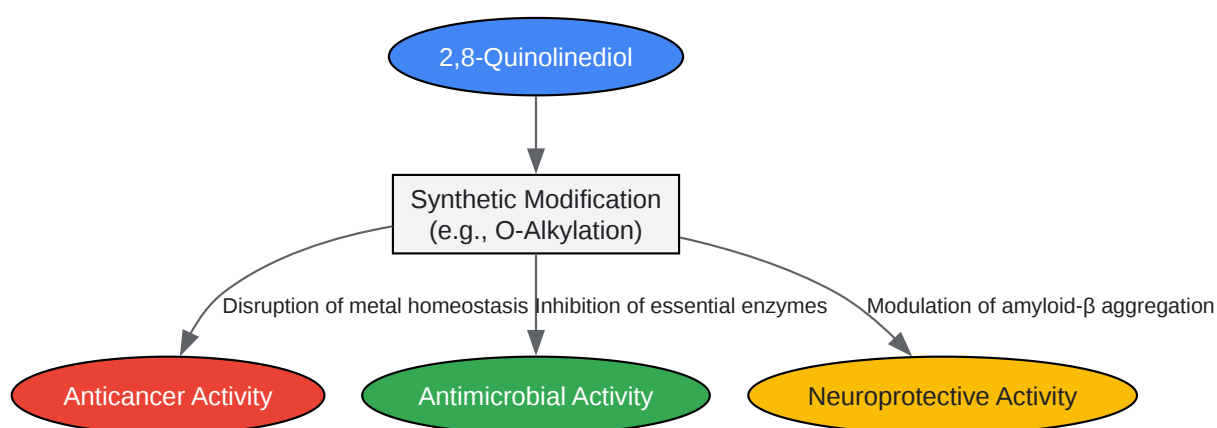 2,8-Quinolinediol
Synthetic Modification
(e.g., O-Alkylation)
Disruption of metal homeostasis
Inhibition of essential enzymes
Modulation of amyloid-β aggregation
Anticancer Activity
Antimicrobial Activity
Neuroprotective Activity